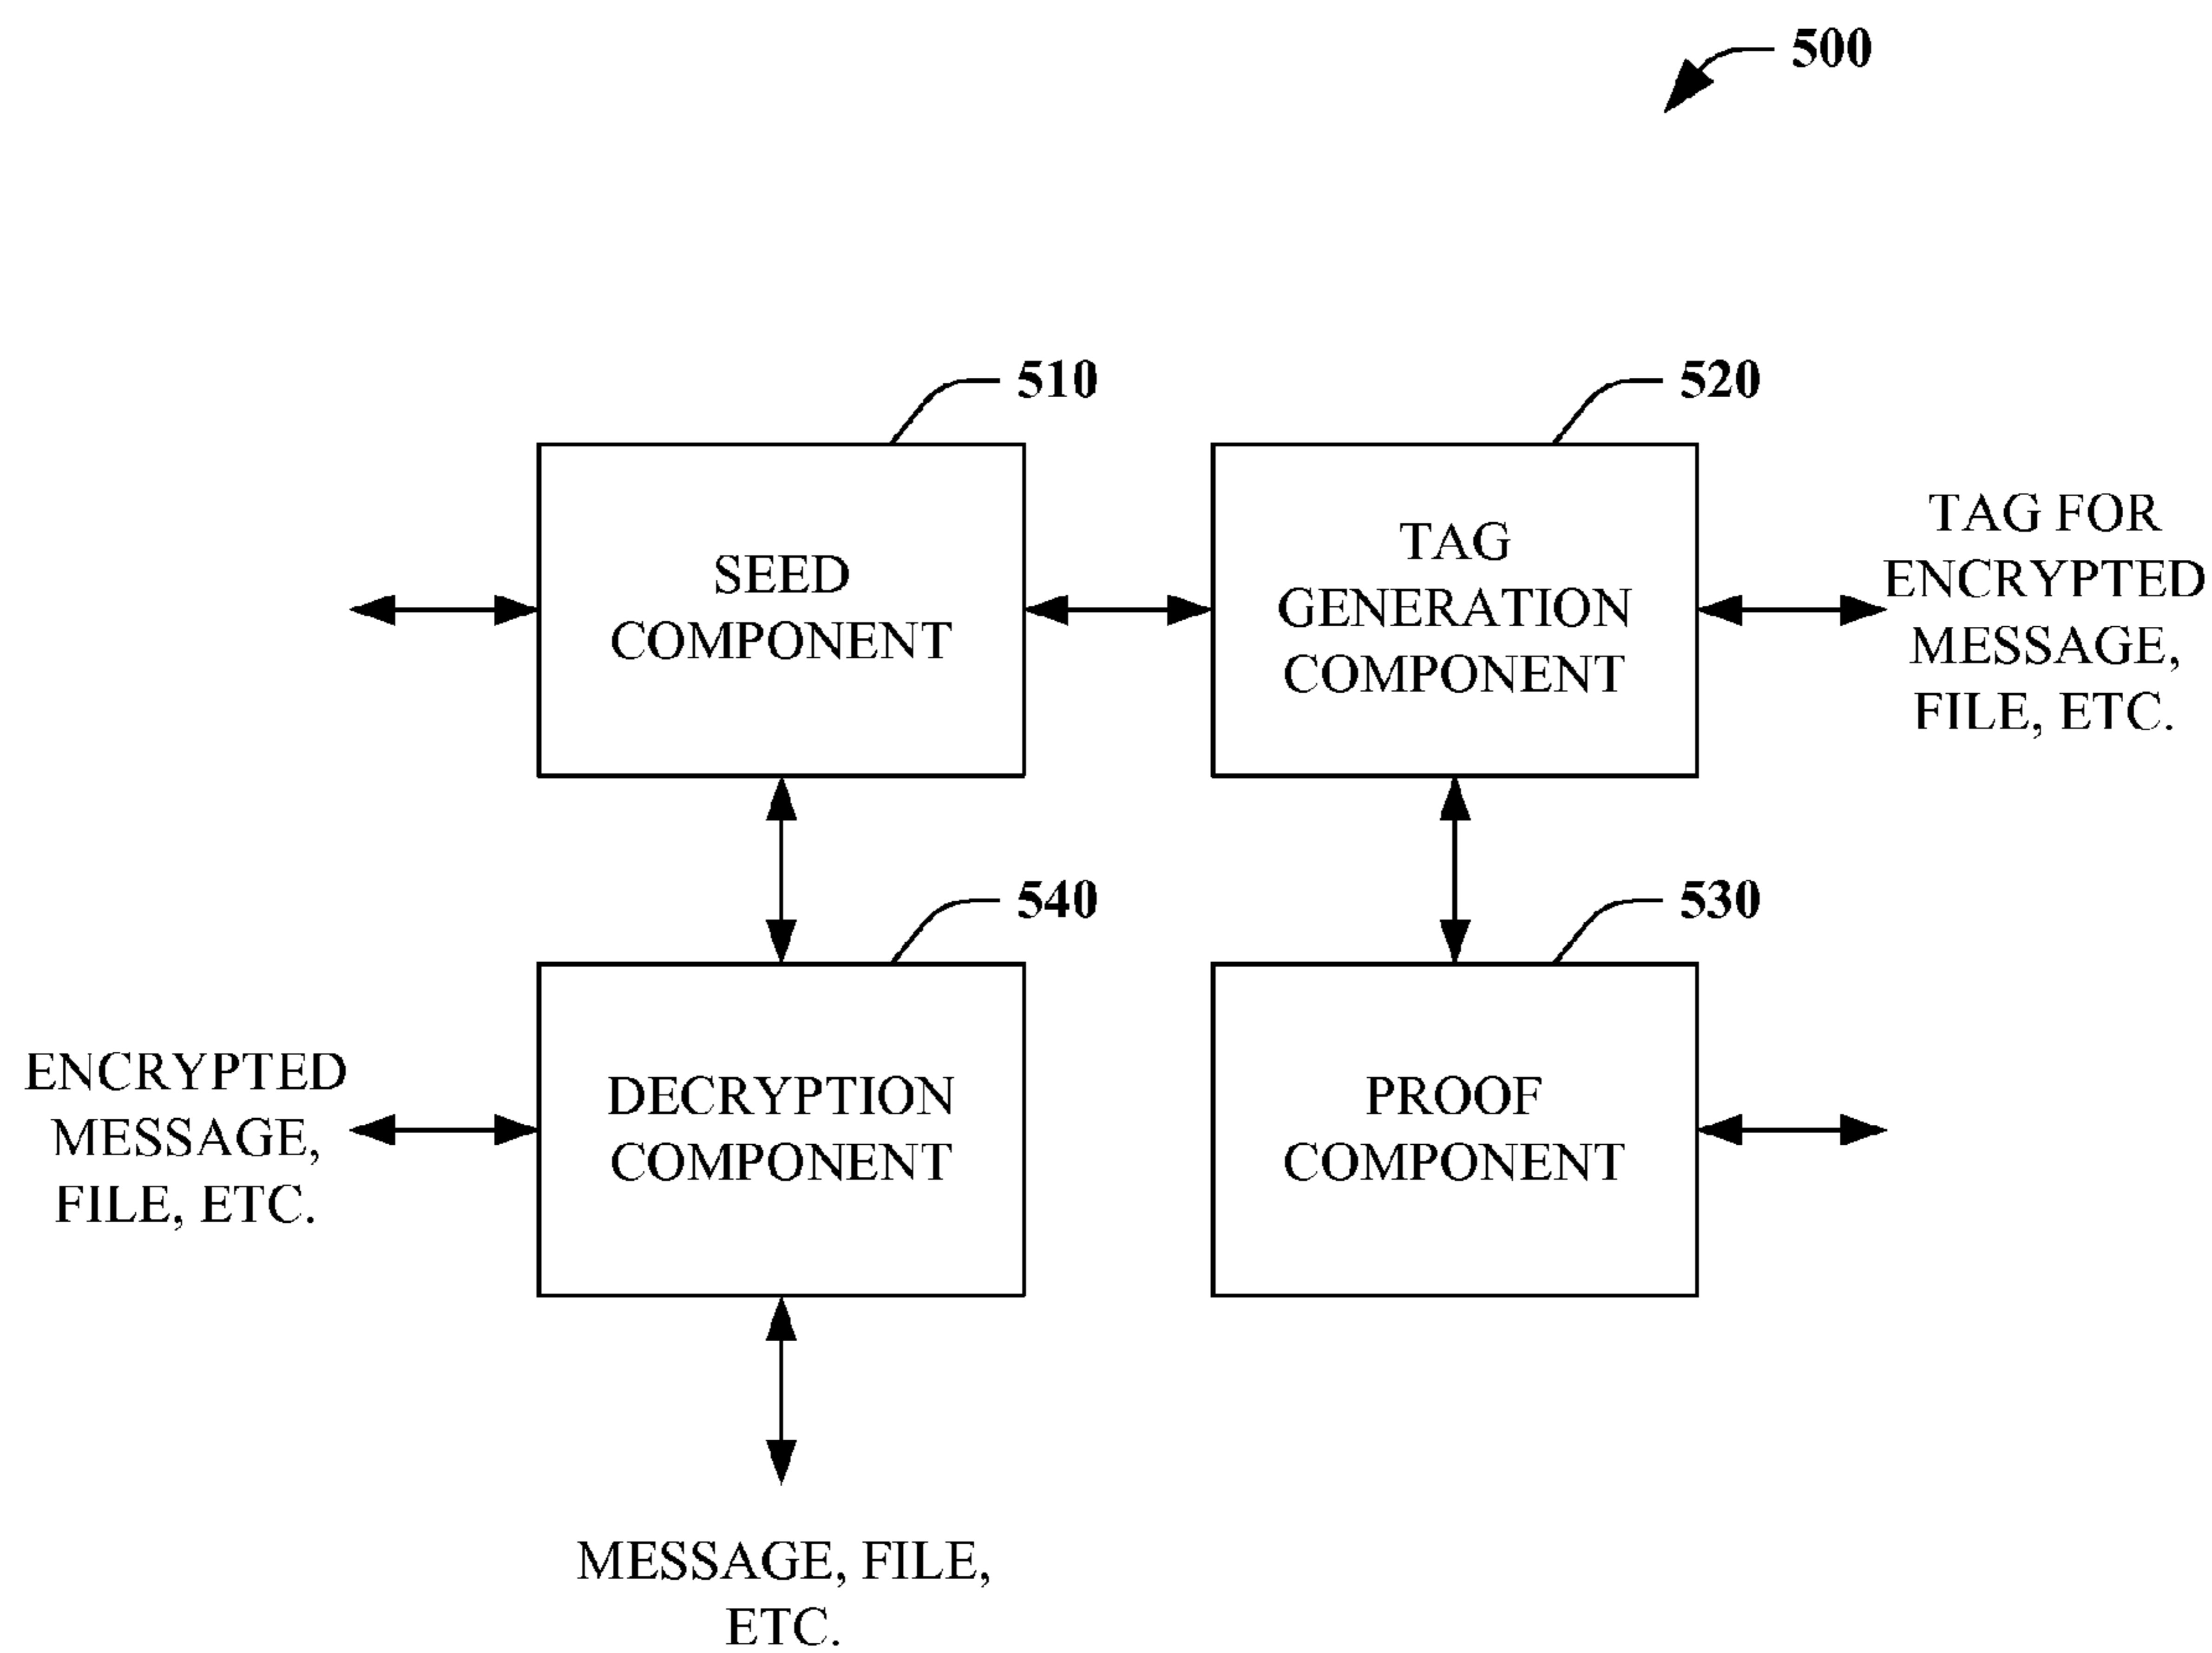 500
510
520
SEED
COMPONENT
TAG
GENERATION
COMPONENT
TAG FOR
ENCRYPTED
MESSAGE,
FILE, ETC.
540
530
ENCRYPTED
MESSAGE,
FILE, ETC.
DECRYPTION
COMPONENT
PROOF
COMPONENT
MESSAGE, FILE,
ETC.